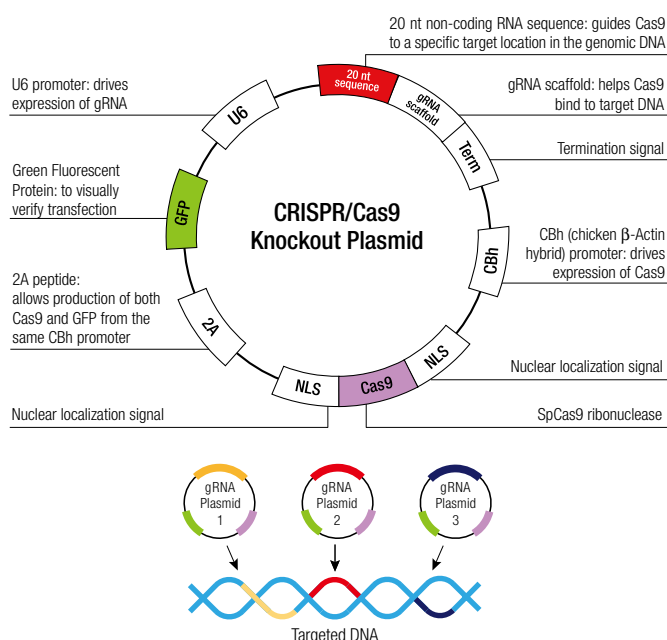 20 nt non-coding RNA sequence: guides Cas9
to a specific target location in the genomic DNA
U6 promoter: drives
expression of gRNA
gRNA scaffold: helps Cas9
bind to target DNA
Termination signal
Green Fluorescent
Protein: to visually
verify transfection
CBh (chicken β-Actin
hybrid) promoter: drives
expression of Cas9
2A peptide:
allows production of both
Cas9 and GFP from the
same CBh promoter
Nuclear localization signal
Nuclear localization signal
SpCas9 ribonuclease
CRISPR/Cas9
Knockout Plasmid
20 nt
sequence
gRNA
scaffold
Term
CBh
NLS
Cas9
NLS
2A
GFP
U6
gRNA
Plasmid
1
gRNA
Plasmid
2
gRNA
Plasmid
3
Targeted DNA